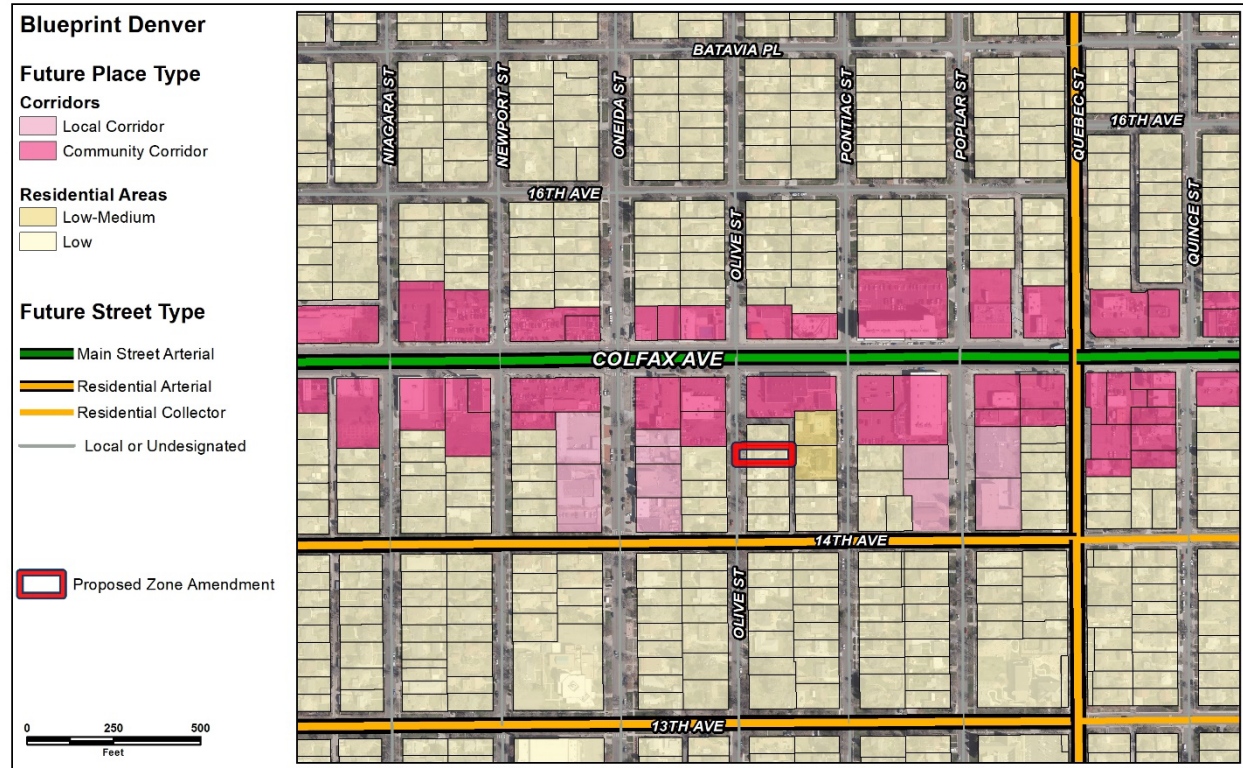 Blueprint Denver
Future Place Type
Corridors
Local Corridor
Community Corridor
Residential Areas
Low-Medium
Low
Future Street Type
Main Street Arterial
Residential Arterial
Residential Collector
Local or Undesignated
Proposed Zone Amendment
0 250 500
Feet
BATAVIA PL
NIAGARA ST
NEWPORT ST
ONEIDA ST
PONTIAC ST
POPLAR ST
QUEBEC ST
16TH AVE
16TH AVE
OLIVE ST
QUINCE ST
COLFAX AVE
14TH AVE
OLIVE ST
13TH AVE